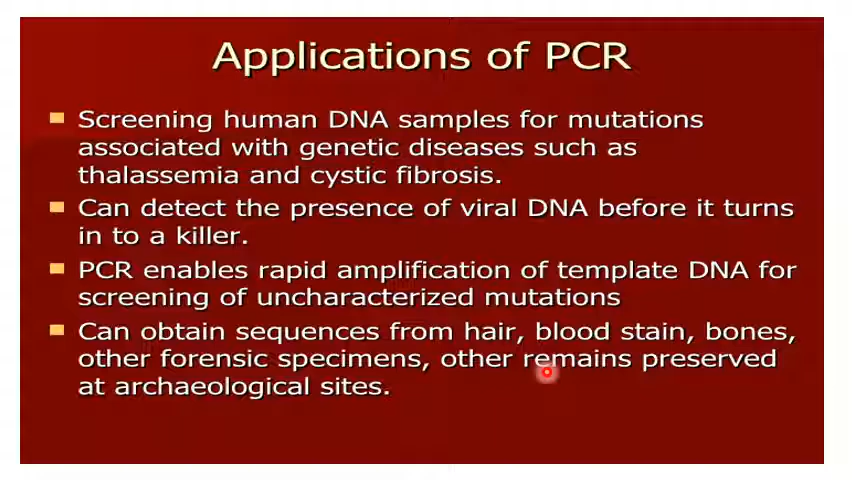 Applications of PCR
Screening human DNA samples for mutations
associated with genetic diseases such as
thalassemia and cystic fibrosis.
Can detect the presence of viral DNA before it turns
in to a killer.
PCR enables rapid amplification of template DNA for
screening of uncharacterized mutations
Can obtain sequences from hair, blood stain, bones,
other forensic specimens, other remains preserved
at archaeological sites.